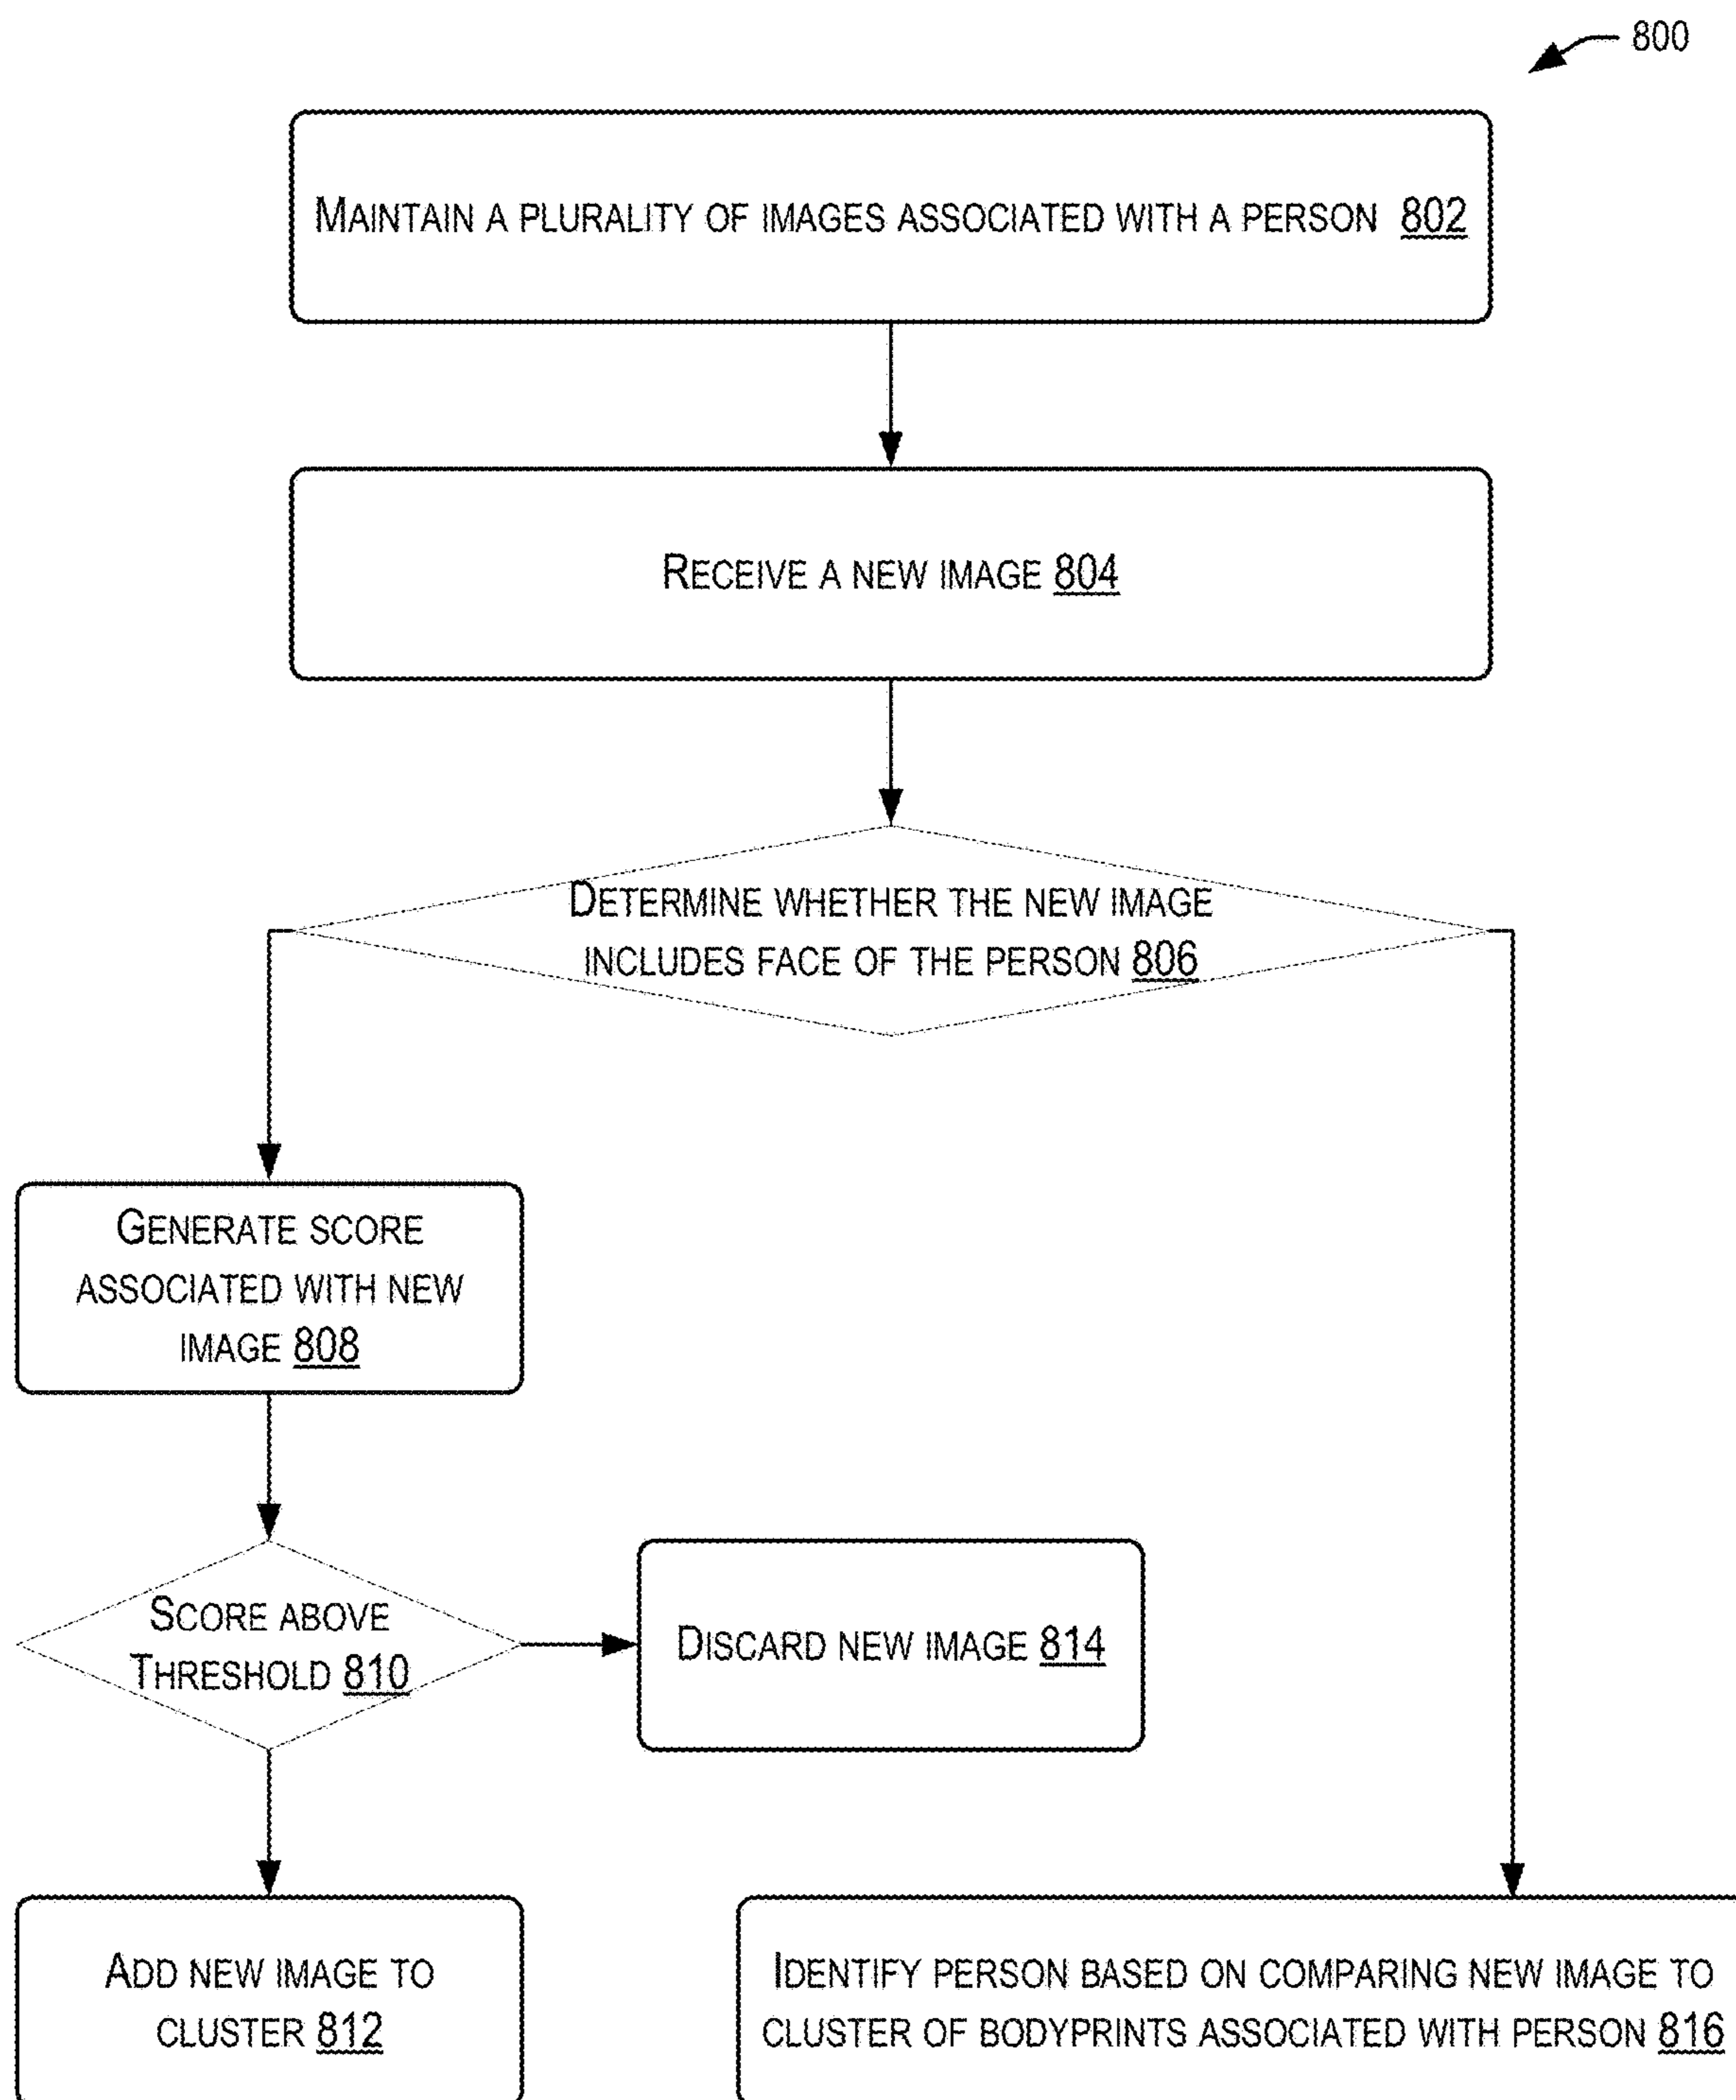 800
MAINTAIN A PLURALITY OF IMAGES ASSOCIATED WITH A PERSON 802
RECEIVE A NEW IMAGE 804
DETERMINE WHETHER THE NEW IMAGE
INCLUDES FACE OF THE PERSON 806
GENERATE SCORE
ASSOCIATED WITH NEW
IMAGE 808
SCORE ABOVE
THRESHOLD 810
DISCARD NEW IMAGE 814
ADD NEW IMAGE TO
CLUSTER 812
IDENTIFY PERSON BASED ON COMPARING NEW IMAGE TO
CLUSTER OF BODYPRINTS ASSOCIATED WITH PERSON 816